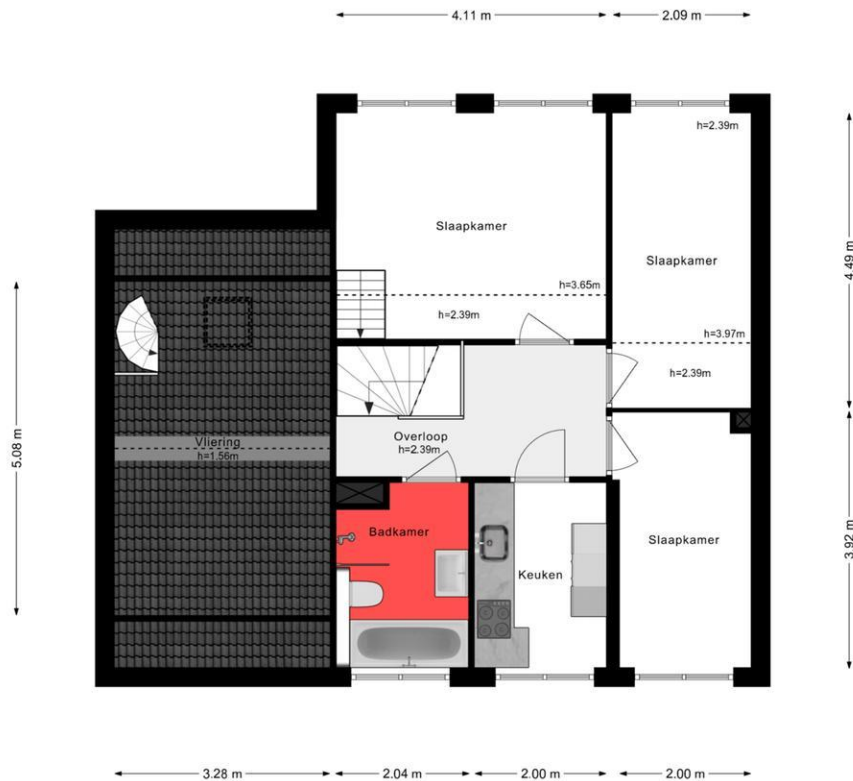 4.11 m
2.09 m
h=2.39m
Slaapkamer
Slaapkamer
4.49 m
h=3.65m
h=2.39m
h=3.97m
h=2.39m
5.08 m
Vliering
h=1.56m
Overloop
h=2.39m
Badkamer
Slaapkamer
3.92 m
Keuken
3.28 m
2.04 m
2.00 m
2.00 m